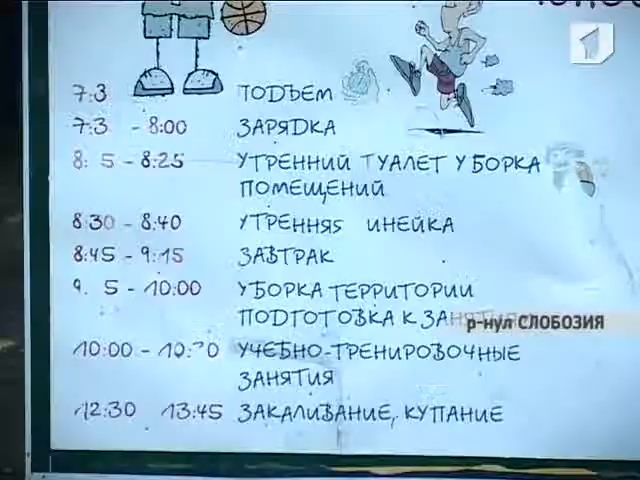 7:3 ПОДЪЕМ
7:3 - 8:00 ЗАРЯДКА
8: 5 - 8:25 УТРЕННИЙ ТУАЛЕТ УБОРКА
ПОМЕЩЕНИЙ
8:30 - 8:40 УТРЕННЯЯ ИНЕЙКА
8:45 - 9:15 ЗАВТРАК
9. 5 - 10:00 УБОРКА ТЕРРИТОРИИ
ПОДГОТОВКА К
р-нул СЛОБОЗИЯ
10:00 - УЧЕБНО-ТРЕНИРОВОЧНЫЕ
ЗАНЯТИЯ
12:30 13:45 ЗАКАЛИВАНИЕ, КУПАНИЕ